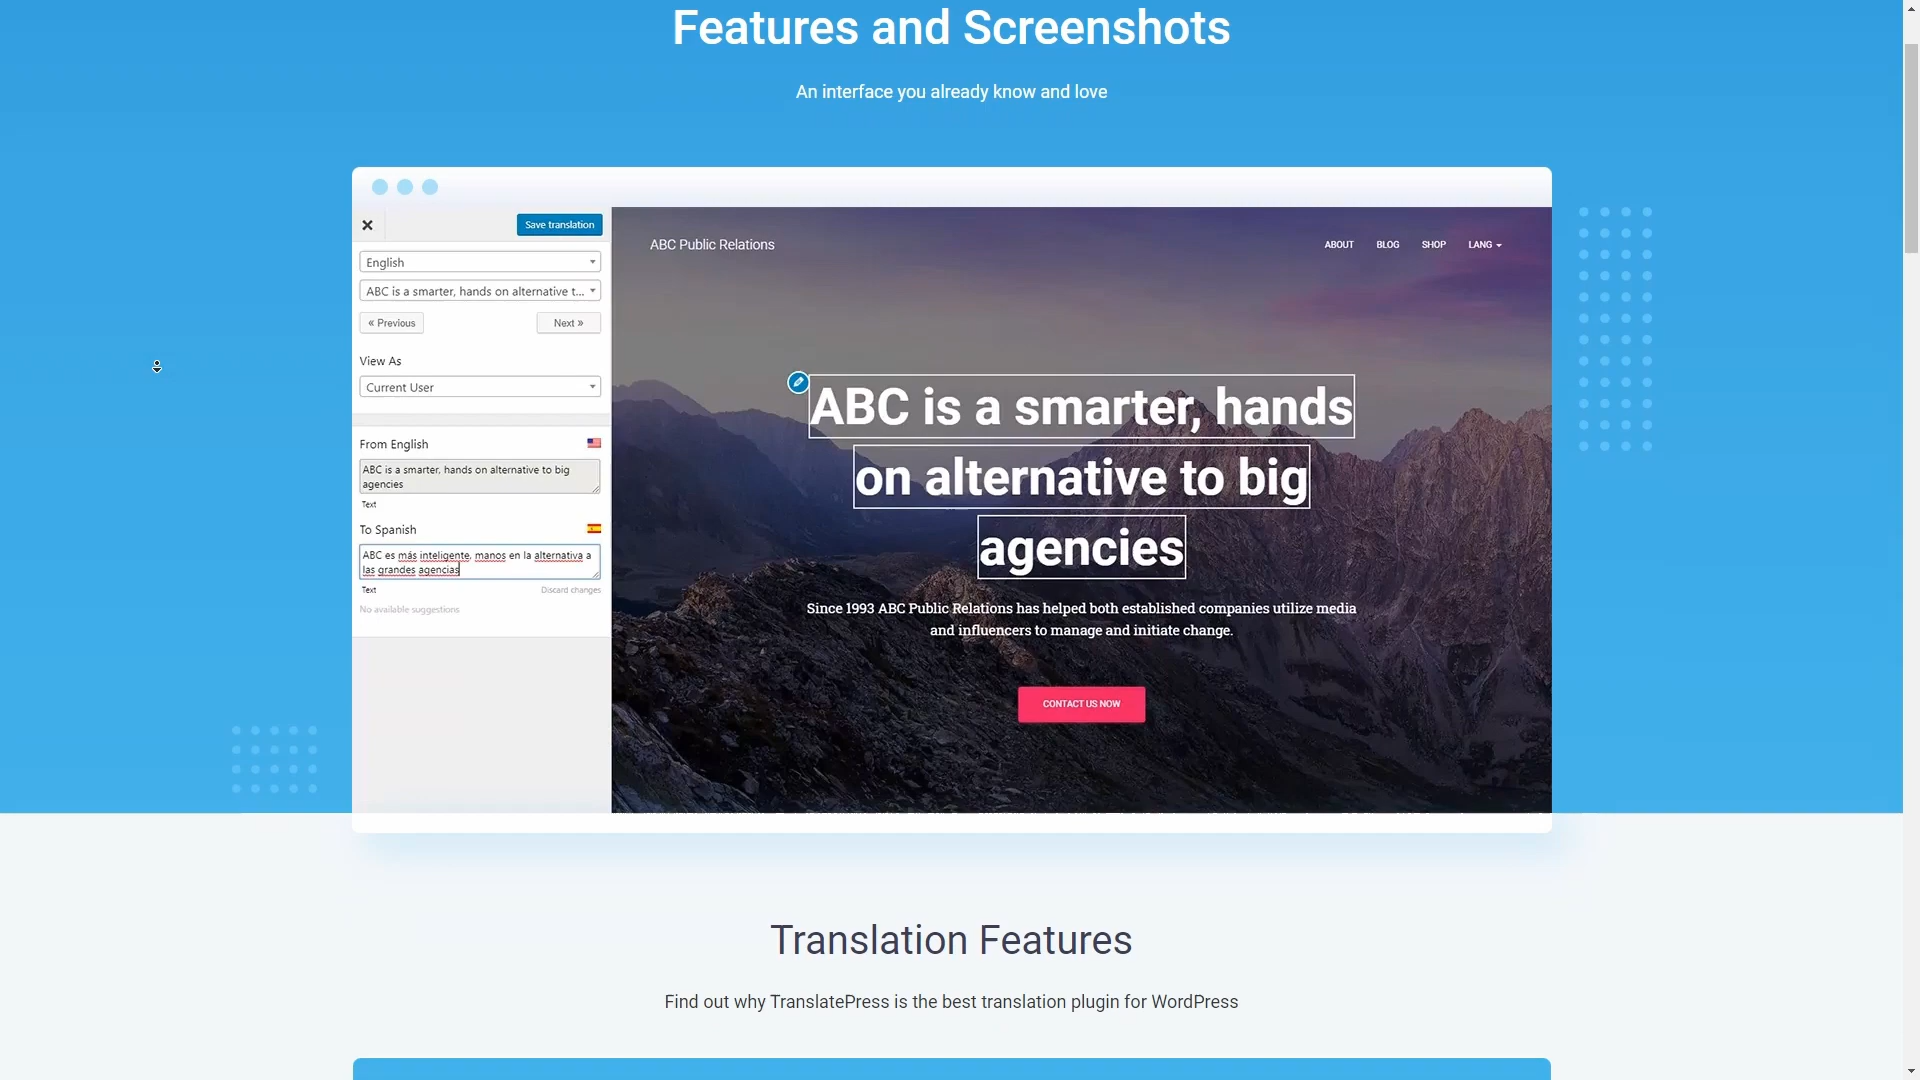 Features and Screenshots
An interface you already know and love
Save translation
English
ABC is a smarter, hands on alternative t...
« Previous
Next »
View As
Current User
From English
ABC is a smarter, hands on alternative to big
agencies
Text
To Spanish
ABC es más inteligente, manos en la alternativa a
las grandes agencias
Text
Discard changes
No available suggestions
ABC Public Relations
ABOUT
BLOG
SHOP
LANG
ABC is a smarter, hands
on alternative to big
agencies
Since 1993 ABC Public Relations has helped both established companies utilize media
and influencers to manage and initiate change.
CONTACT US NOW
Translation Features
Find out why TranslatePress is the best translation plugin for WordPress